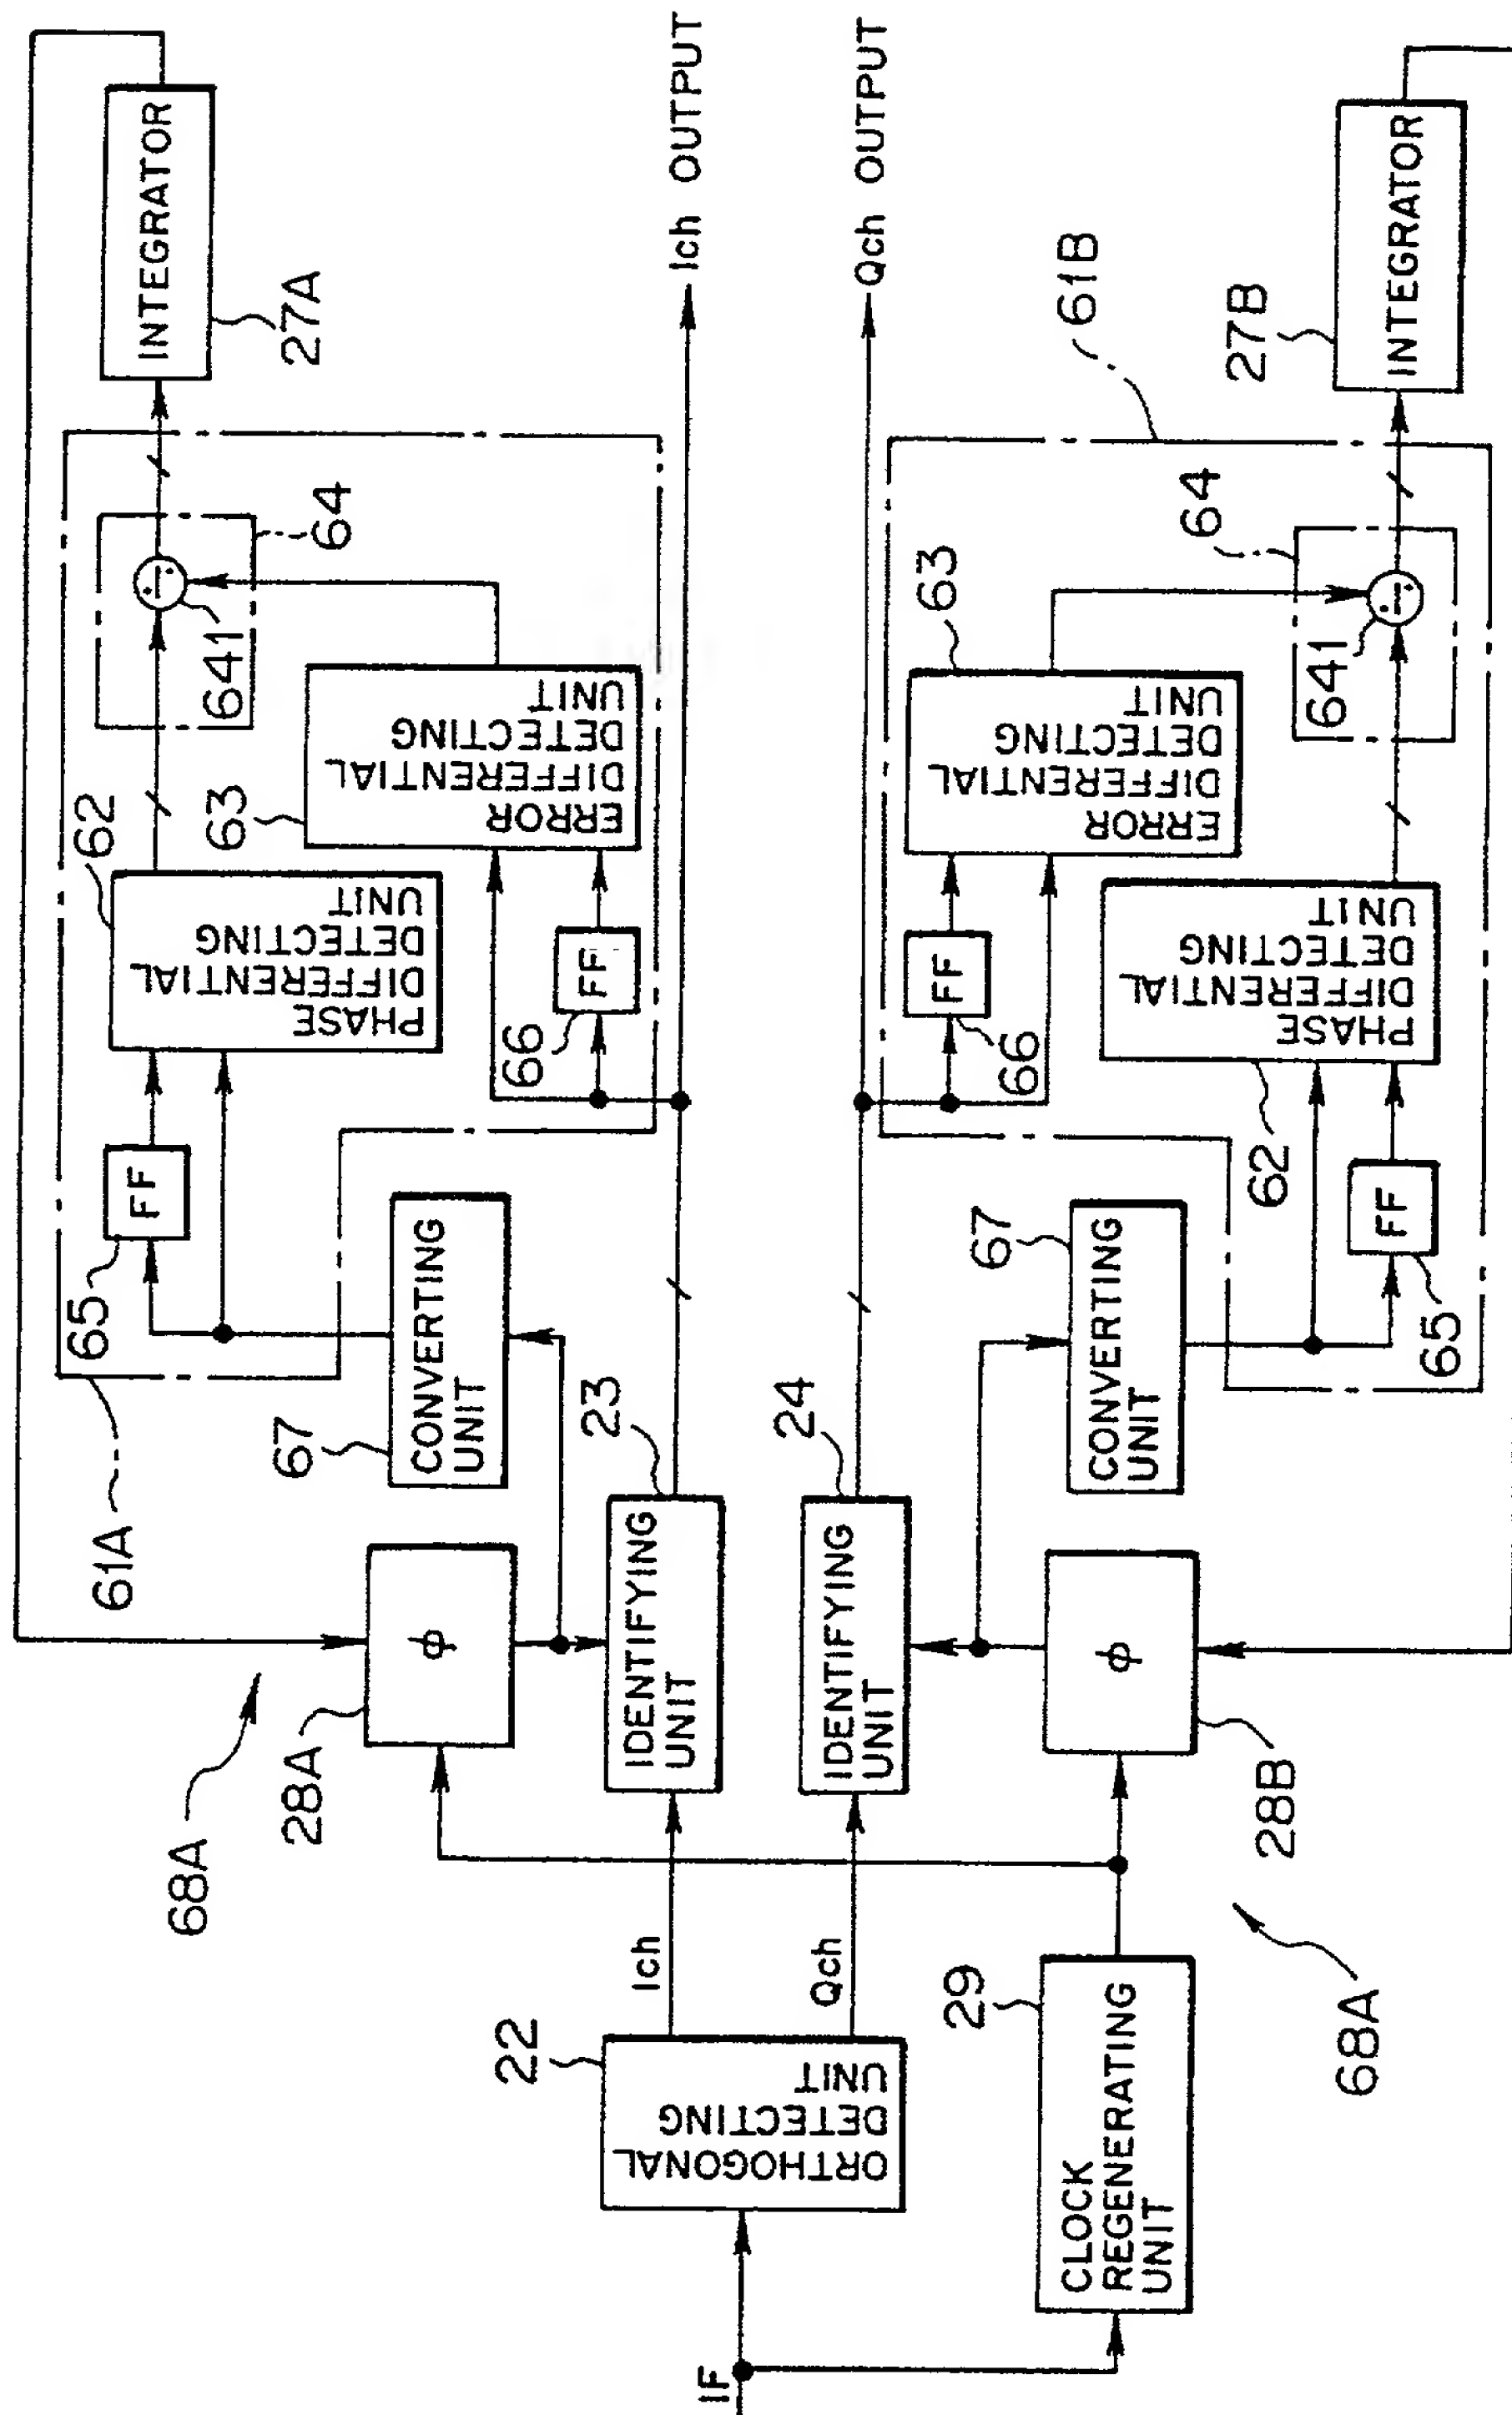 IF
ORTHOGONAL
DETECTING
UNIT
22
CLOCK
REGENERATING
UNIT
29
Ich
Qch
68A
68A
28A
ϕ
28B
ϕ
IDENTIFYING
UNIT
23
IDENTIFYING
UNIT
24
61A
67
CONVERTING
UNIT
67
CONVERTING
UNIT
65
FF
62
PHASE
DIFFERENTIAL
DETECTING
UNIT
66
FF
63
ERROR
DIFFERENTIAL
DETECTING
UNIT
641
÷
64
INTEGRATOR
27A
Ich OUTPUT
Qch OUTPUT
66
FF
63
ERROR
DIFFERENTIAL
DETECTING
UNIT
65
FF
62
PHASE
DIFFERENTIAL
DETECTING
UNIT
641
÷
64
61B
27B
INTEGRATOR